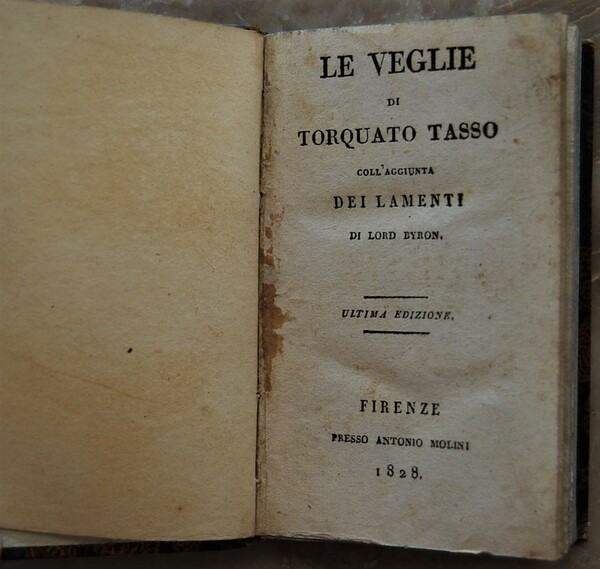 LE VEGLIE
DI
TORQUATO TASSO
COLL'AGGIUNTA
DEI LAMENTI
DI LORD BYRON.
ULTIMA EDIZIONE.
FIRENZE
PRESSO ANTONIO MOLINI
1828.